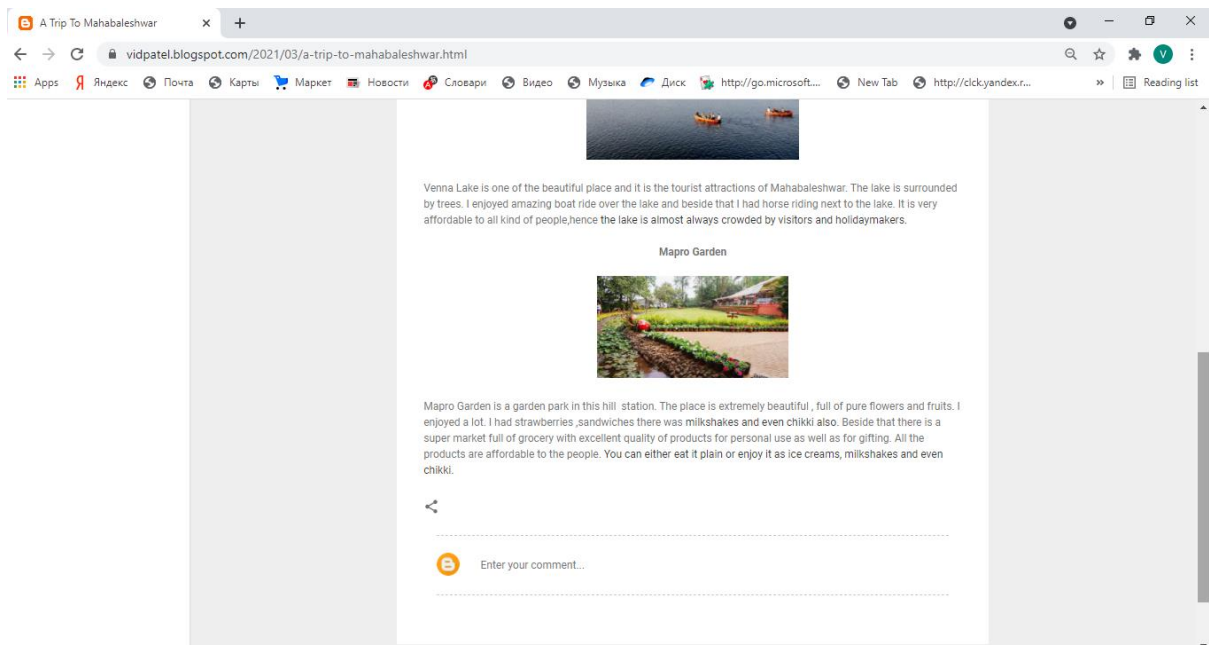 A Trip To Mahabaleshwar
vidpatel.blogspot.com/2021/03/a-trip-to-mahabaleshwar.html
V
Apps Я Яндекс Почта Карты Маркет Новости Словари Видео Музыка Диск http://go.microsoft.... New Tab http://clck.yandex.r... » Reading list
Venna Lake is one of the beautiful place and it is the tourist attractions of Mahabaleshwar. The lake is surrounded
by trees. I enjoyed amazing boat ride over the lake and beside that I had horse riding next to the lake. It is very
affordable to all kind of people,hence the lake is almost always crowded by visitors and holidaymakers.
Mapro Garden
Mapro Garden is a garden park in this hill  station. The place is extremely beautiful , full of pure flowers and fruits. I
enjoyed a lot. I had strawberries ,sandwiches there was milkshakes and even chikki also. Beside that there is a
super market full of grocery with excellent quality of products for personal use as well as for gifting. All the
products are affordable to the people. You can either eat it plain or enjoy it as ice creams, milkshakes and even
chikki.
Enter your comment...